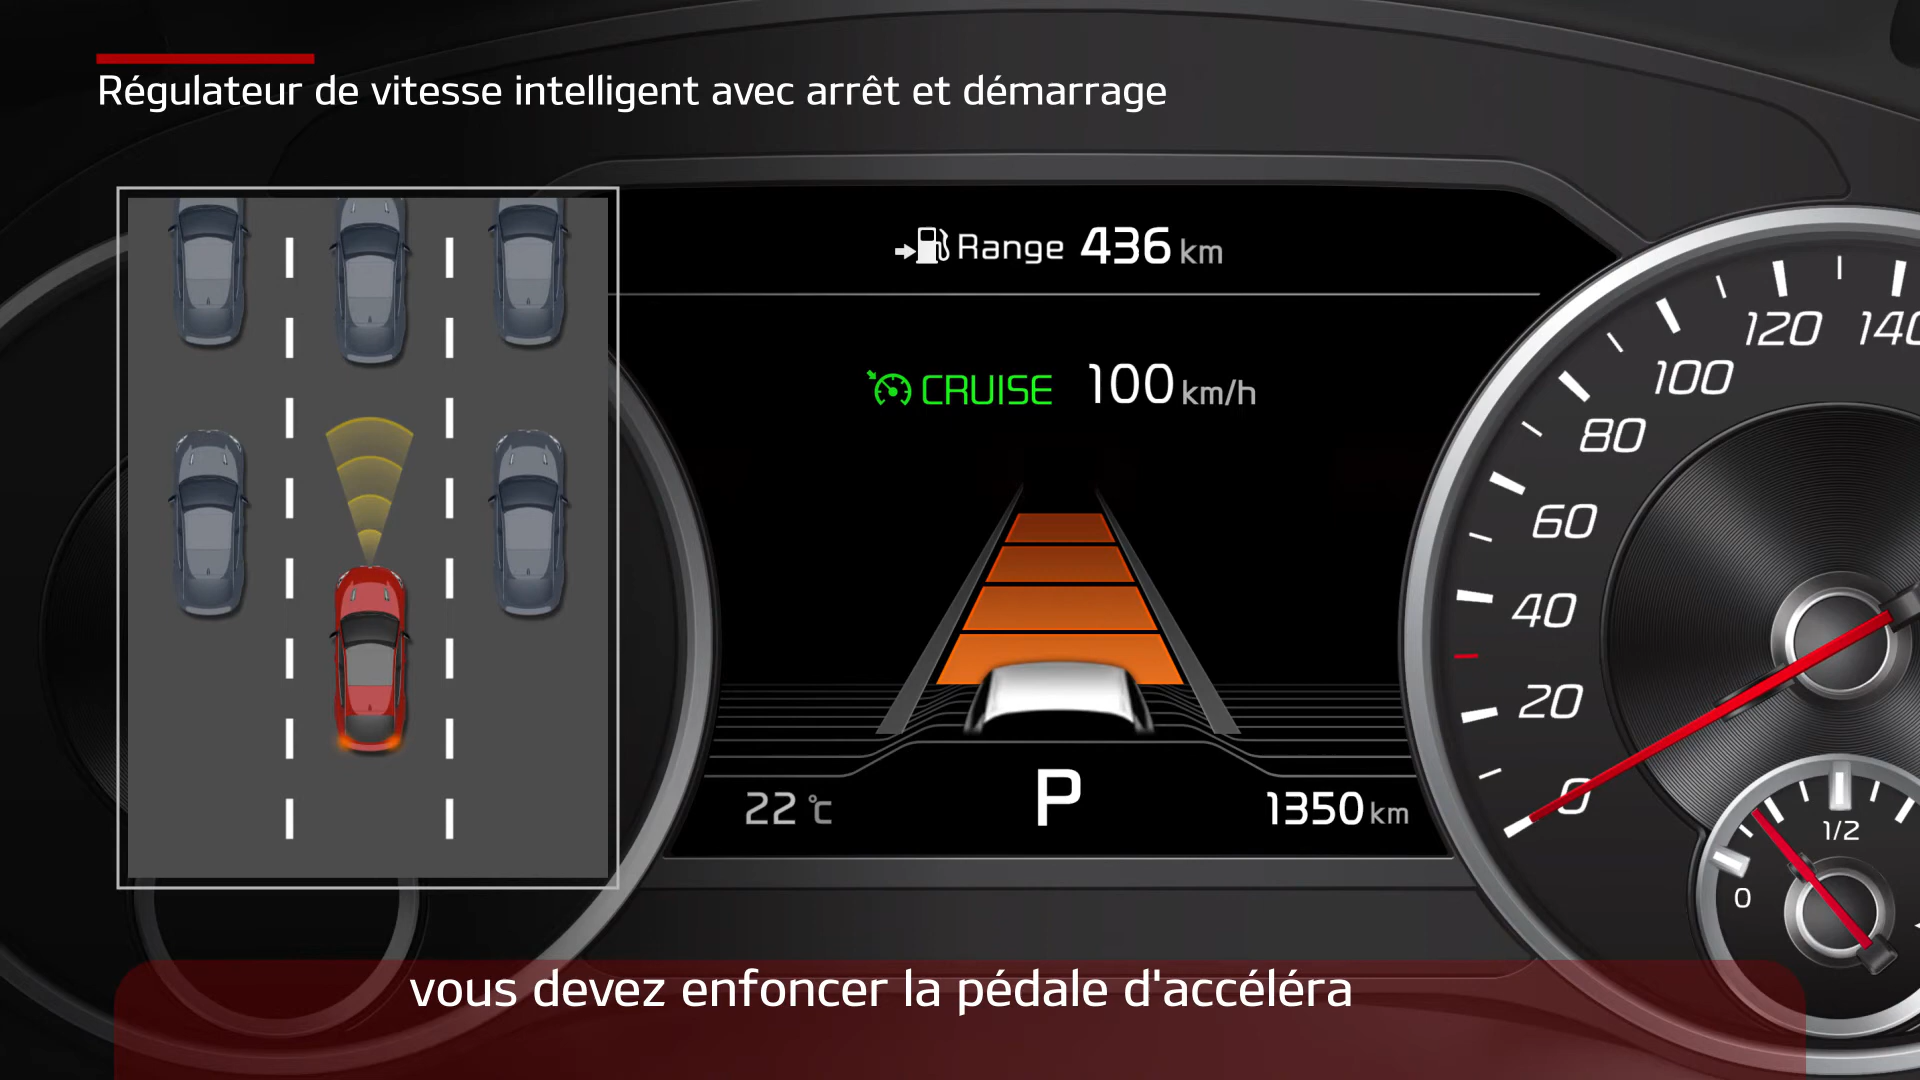 Régulateur de vitesse intelligent avec arrêt et démarrage
Range 436 km
CRUISE 100 km/h
120 140
100
80
60
40
20
0
22 °C P 1350 km
1/2
0
vous devez enfoncer la pédale d'accéléra